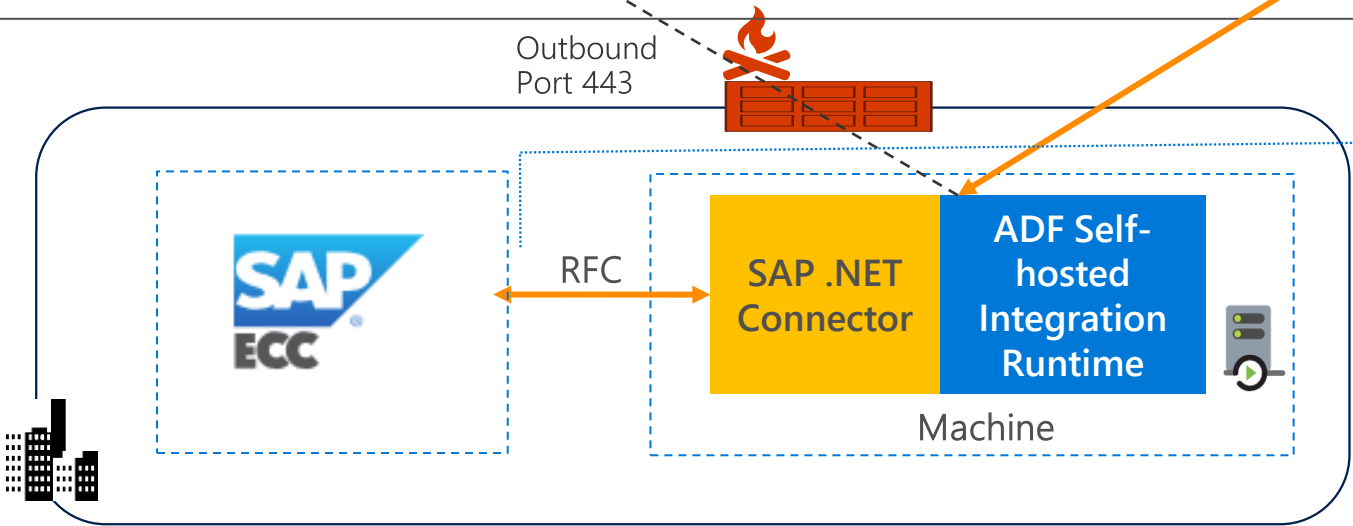 Outbound
Port 443
SAP
®
ECC
RFC
SAP .NET
Connector
ADF Self-
hosted
Integration
Runtime
Machine